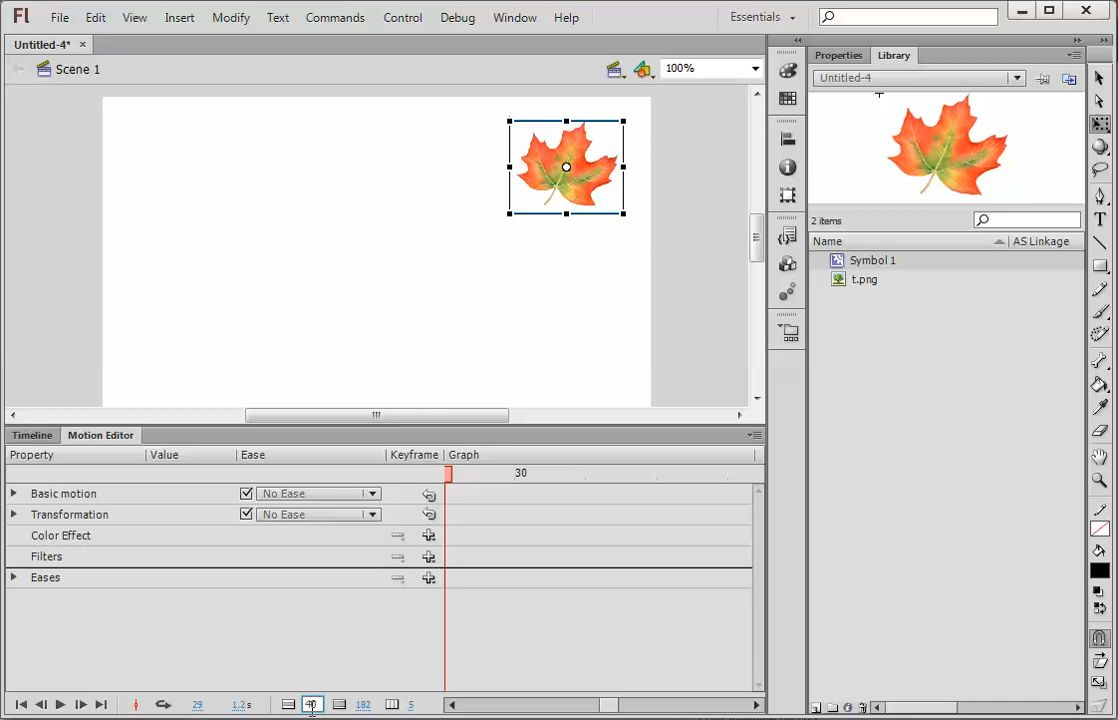 Fl File Edit View Insert Modify Text Commands Control Debug Window Help Essentials
Untitled-4* ×
Scene 1 100%
Properties Library
Untitled-4
2 items
Name AS Linkage
Symbol 1
t.png
Timeline Motion Editor
Property Value Ease Keyframe Graph
30
Basic motion No Ease
Transformation No Ease
Color Effect
Filters
Eases
29 1.2s 40 182 5